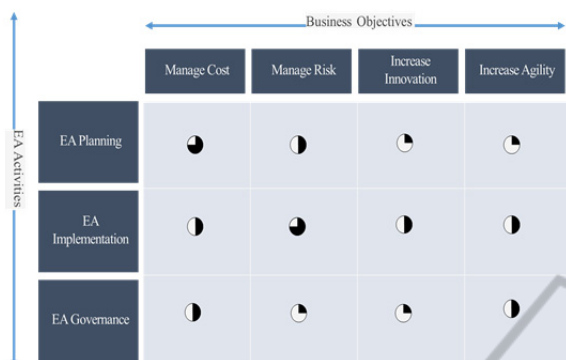 Business Objectives
Manage Cost
Manage Risk
Increase
Innovation
Increase Agility
EA Activities
EA Planning
EA
Implementation
EA Governance